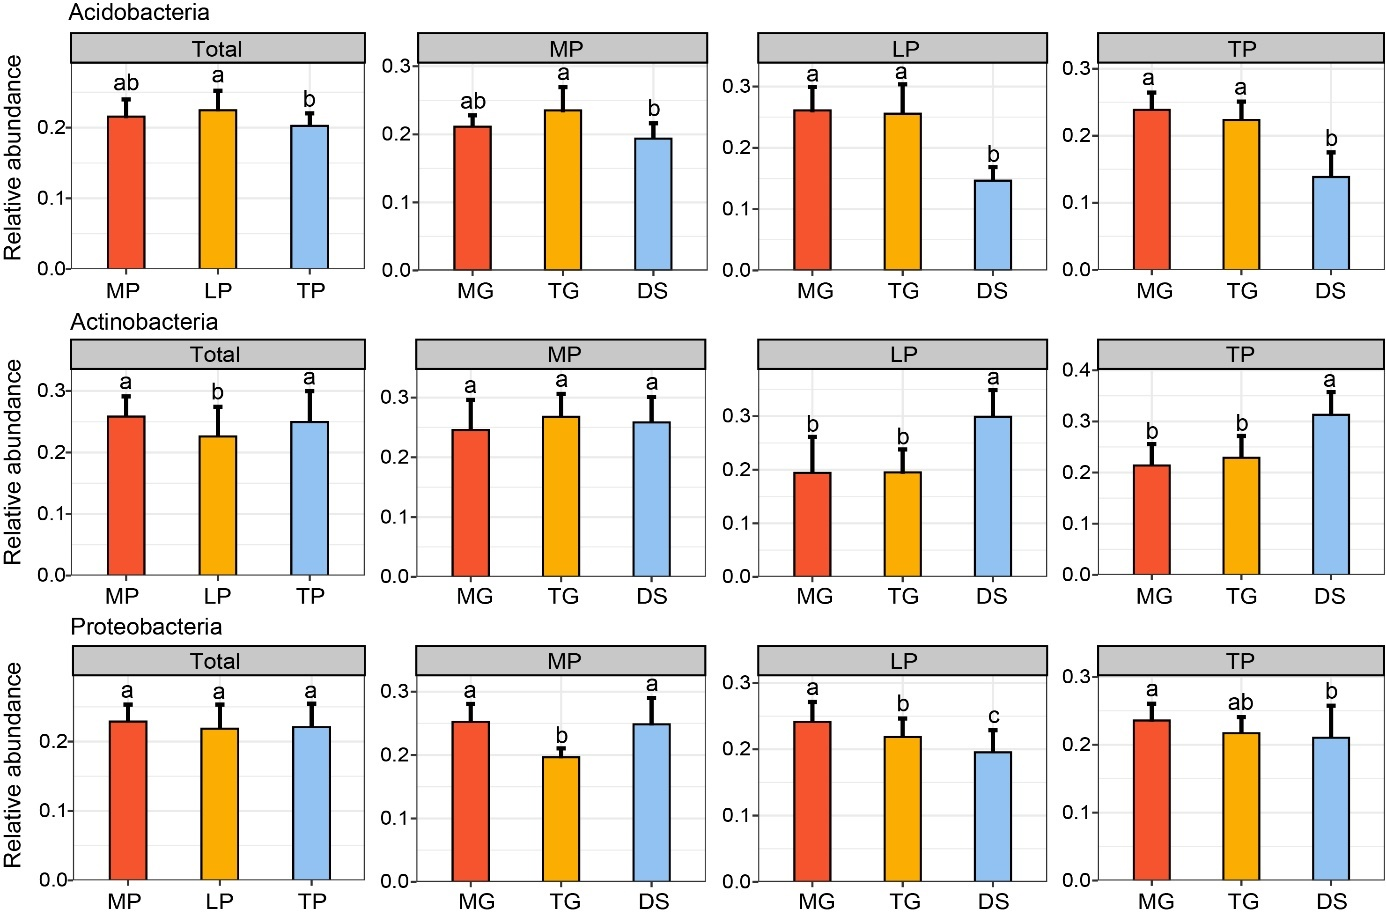 Acidobacteria
Total MP LP TP
Relative abundance
0.2 0.1 0.0
ab a b
MP LP TP
0.3 0.2 0.1 0.0
ab a b
MG TG DS
0.3 0.2 0.1 0.0
a a b
MG TG DS
0.3 0.2 0.1 0.0
a a b
MG TG DS
Actinobacteria
Total MP LP TP
Relative abundance
0.3 0.2 0.1 0.0
a b a
MP LP TP
0.3 0.2 0.1 0.0
a a a
MG TG DS
0.3 0.2 0.1 0.0
b b a
MG TG DS
0.4 0.3 0.2 0.1 0.0
b b a
MG TG DS
Proteobacteria
Total MP LP TP
Relative abundance
0.2 0.1 0.0
a a a
MP LP TP
0.3 0.2 0.1 0.0
a b a
MG TG DS
0.3 0.2 0.1 0.0
a b c
MG TG DS
0.3 0.2 0.1 0.0
a ab b
MG TG DS